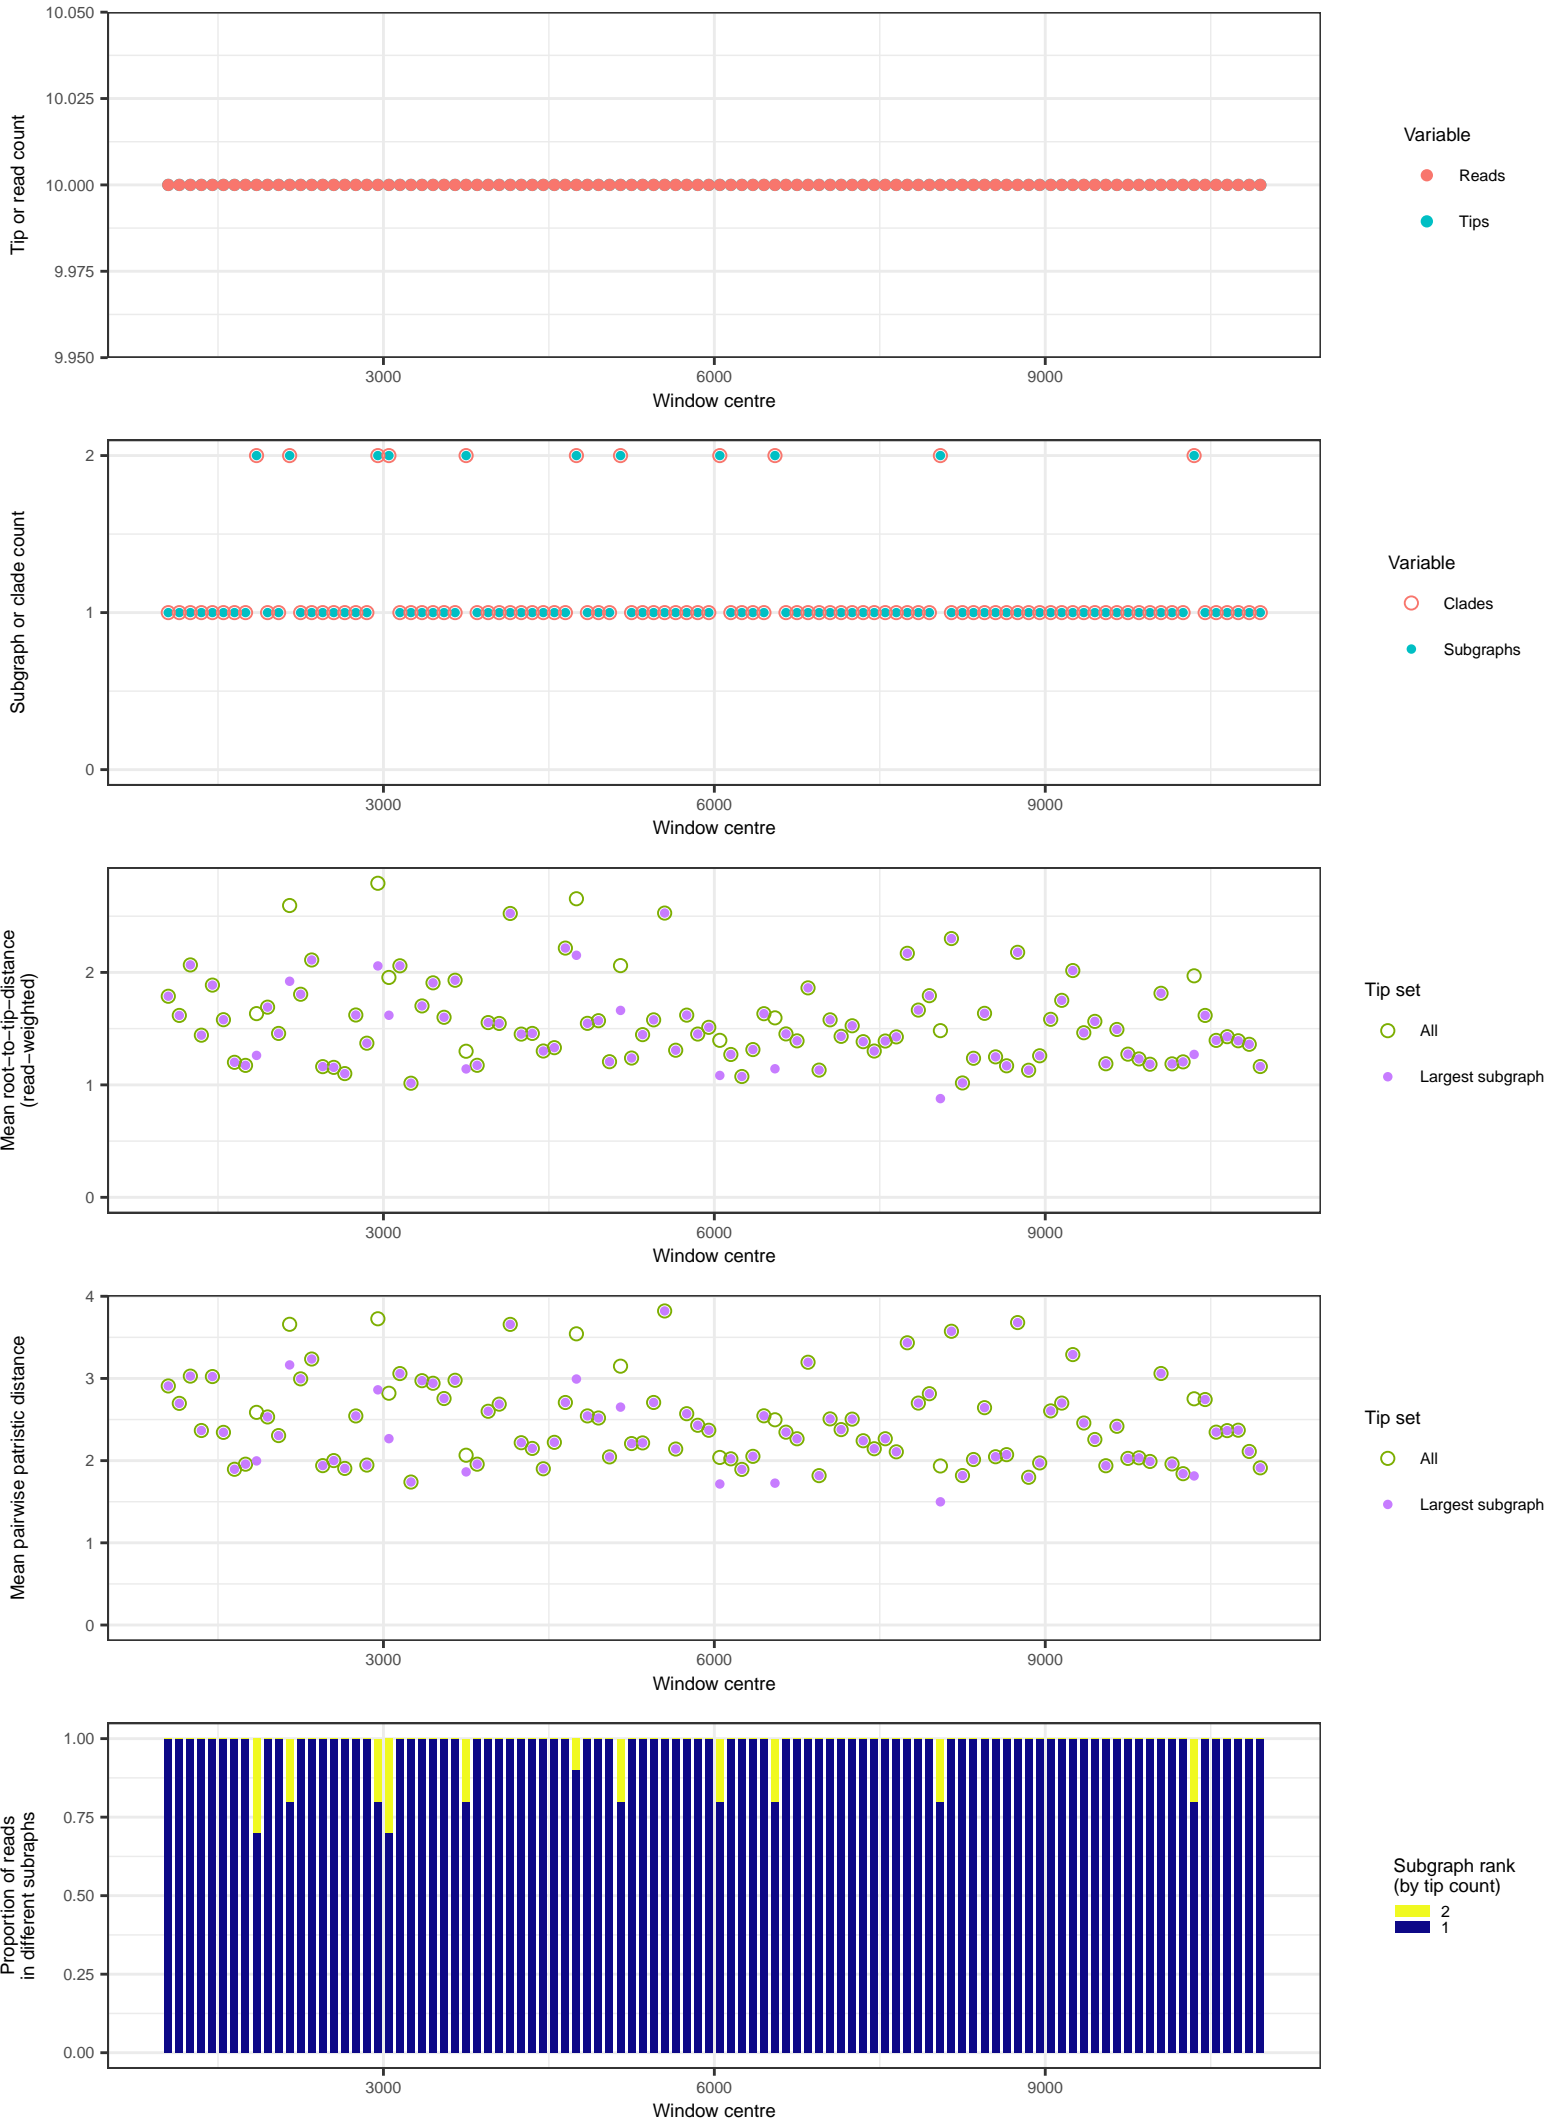 10.050
10.025
10.000
9.975
9.950
Tip or read count
3000 6000 9000
Window centre
Variable
Reads
Tips
2
1
0
Subgraph or clade count
3000 6000 9000
Window centre
Variable
Clades
Subgraphs
2
1
0
Mean root−to−tip−distance
(read−weighted)
3000 6000 9000
Window centre
Tip set
All
Largest subgraph
4
3
2
1
0
Mean pairwise patristic distance
3000 6000 9000
Window centre
Tip set
All
Largest subgraph
1.00
0.75
0.50
0.25
0.00
Proportion of reads
in different subraphs
3000 6000 9000
Window centre
Subgraph rank
(by tip count)
2
1